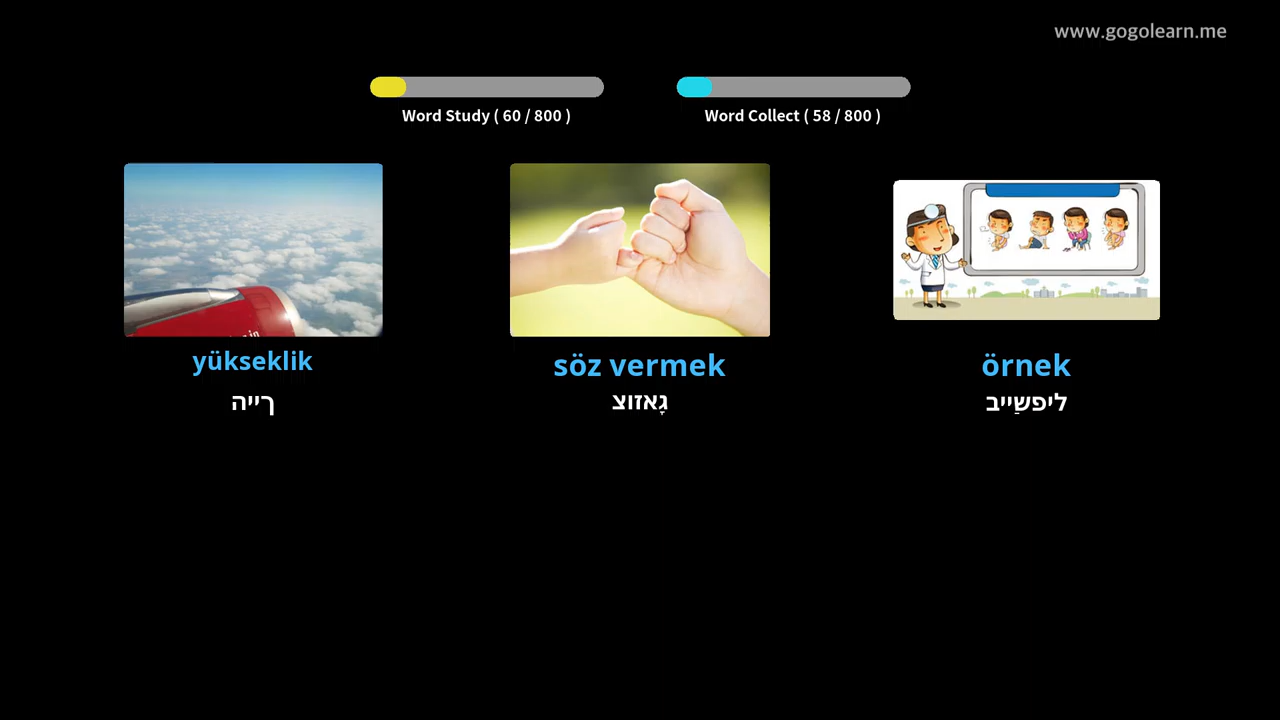 www.gogolearn.me
Word Study ( 60 / 800 )
Word Collect ( 58 / 800 )
yükseklik
ךייה
söz vermek
גָאזוצ
örnek
ליפשַייב